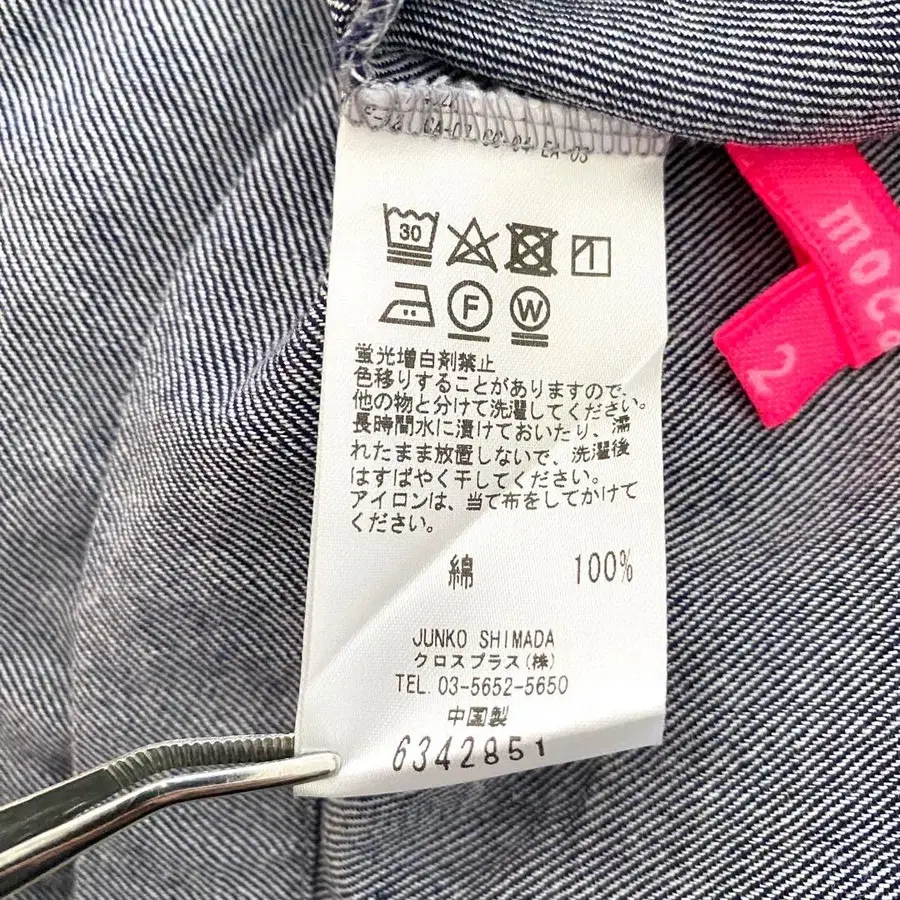 CA-07 CC-04 EA-03
30
F W
蛍光増白剤禁止
色移りすることがありますので、
他の物と分けて洗濯してください。
長時間水に漬けておいたり、濡
れたまま放置しないで、洗濯後
はすばやく干してください。
アイロンは、当て布をしてかけて
ください。
綿 100%
JUNKO SHIMADA
クロスプラス(株)
TEL. 03-5652-5650
中国製
6342851
moc
2